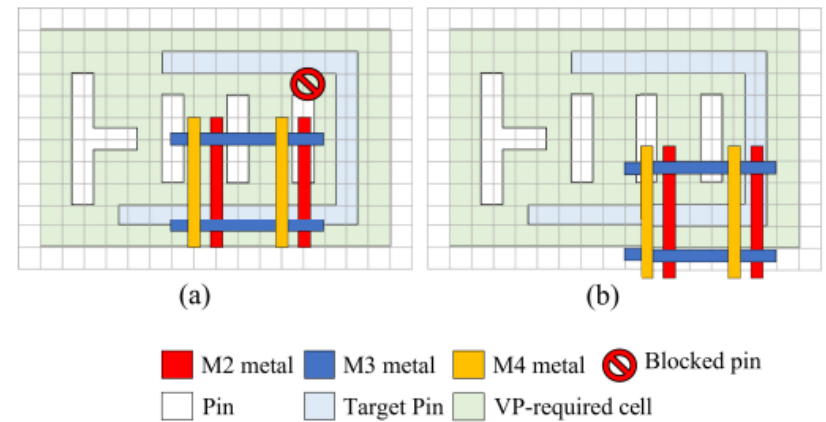 (a) (b)
M2 metal M3 metal M4 metal Blocked pin
Pin Target Pin VP-required cell